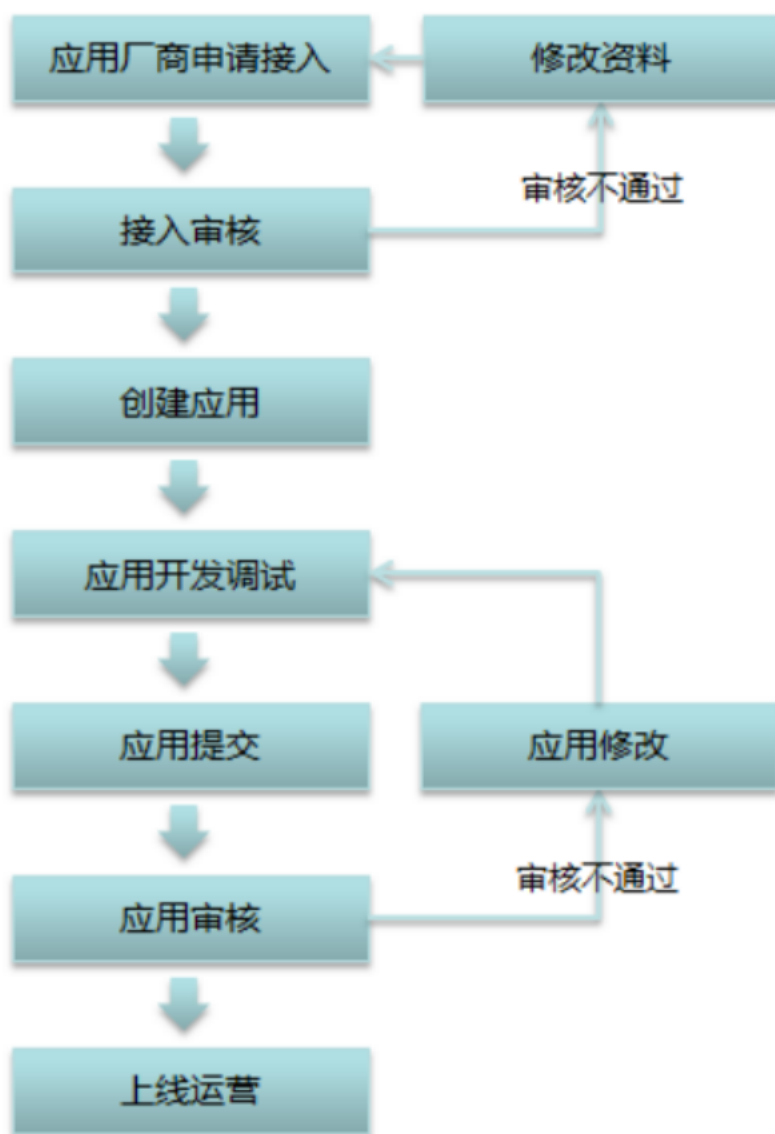 应用厂商申请接入
修改资料
审核不通过
接入审核
创建应用
应用开发调试
应用提交
应用修改
审核不通过
应用审核
上线运营